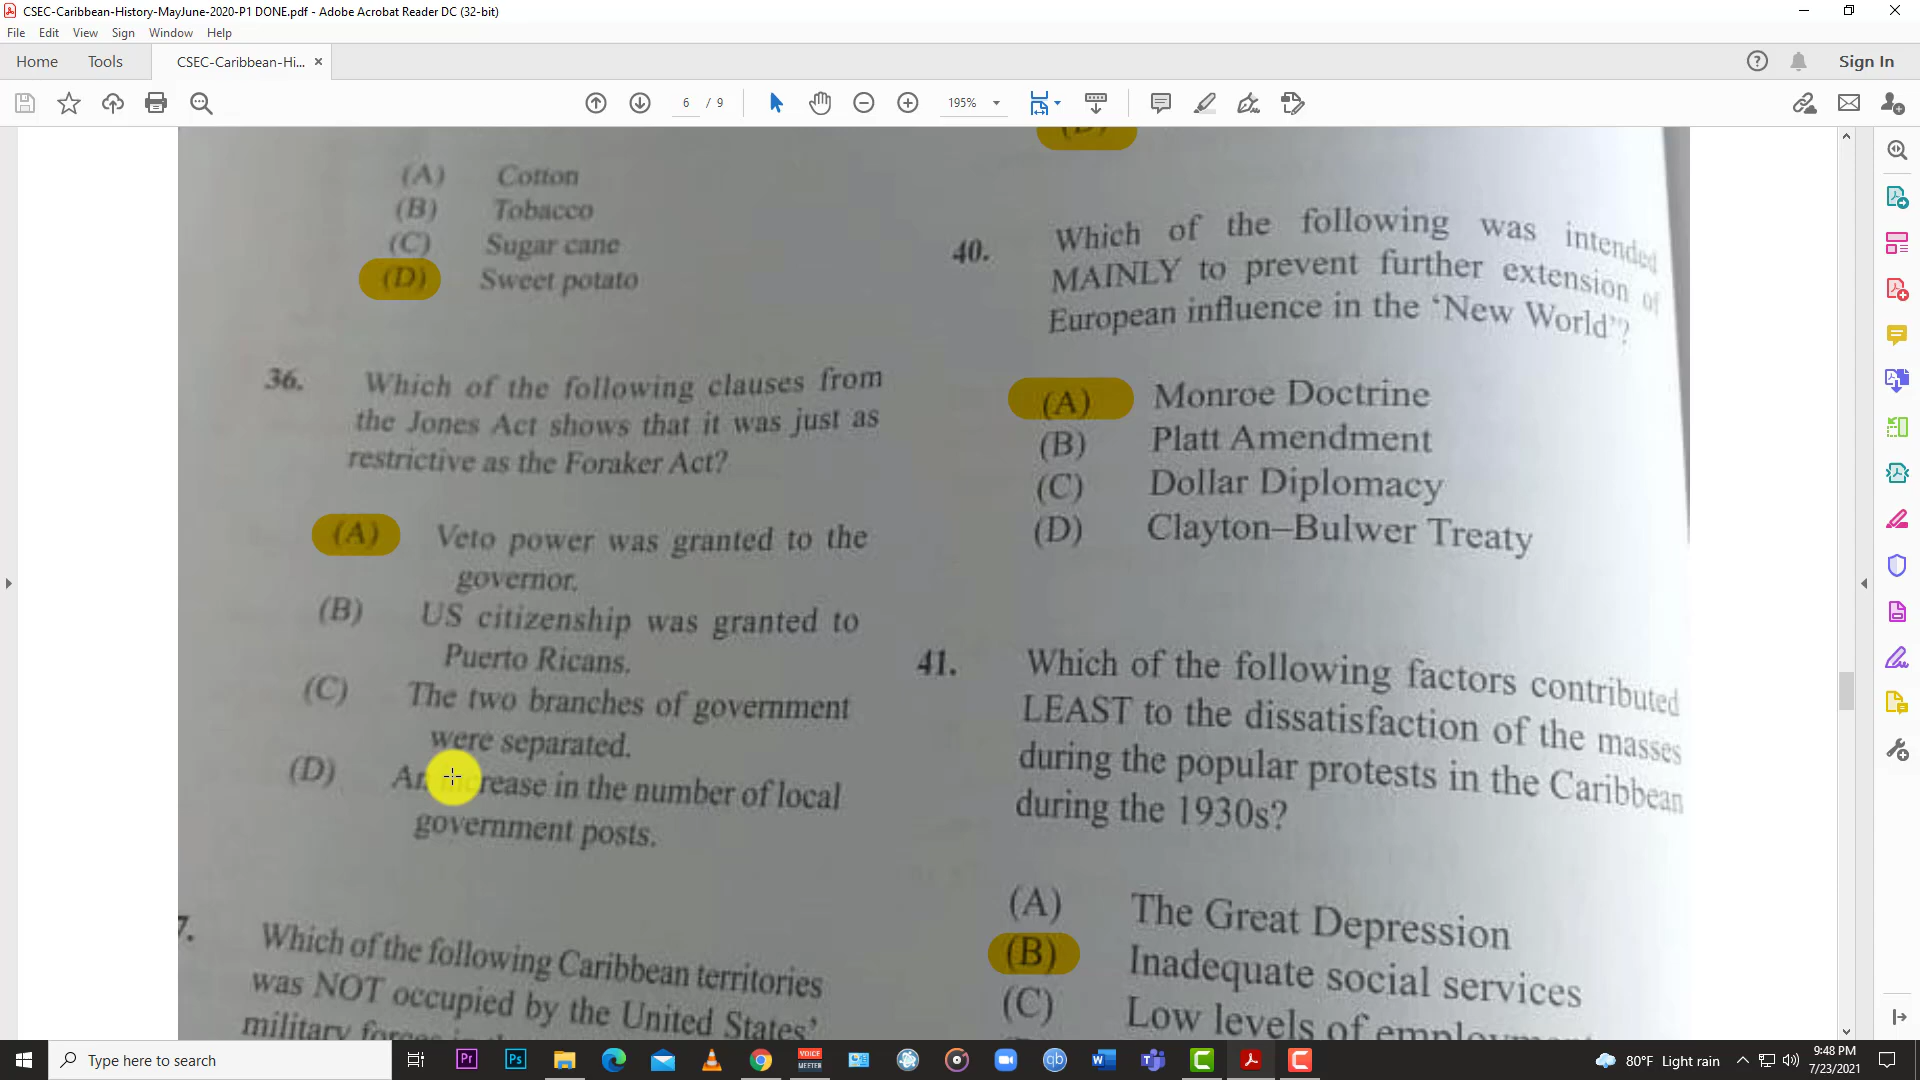 CSEC-Caribbean-History-MayJune-2020-P1 DONE.pdf - Adobe Acrobat Reader DC (32-bit)
File Edit View Sign Window Help
Home Tools CSEC-Caribbean-Hi... Sign In
6 / 9 195%
(A) Cotton
(B) Tobacco
(C) Sugar cane
(D) Sweet potato
36. Which of the following clauses from
the Jones Act shows that it was just as
restrictive as the Foraker Act?
(A) Veto power was granted to the
governor.
(B) US citizenship was granted to
Puerto Ricans.
(C) The two branches of government
were separated.
(D) An increase in the number of local
government posts.
7. Which of the following Caribbean territories
was NOT occupied by the United States'
military
40. Which of the following was intended
MAINLY to prevent further extension of
European influence in the ‘New World’?
(A) Monroe Doctrine
(B) Platt Amendment
(C) Dollar Diplomacy
(D) Clayton–Bulwer Treaty
41. Which of the following factors contributed
LEAST to the dissatisfaction of the masses
during the popular protests in the Caribbean
during the 1930s?
(A) The Great Depression
(B) Inadequate social services
(C) Low levels of
Type here to search
Pr Ps VOICE MEETER qb W T
80°F Light rain
9:48 PM
7/23/2021